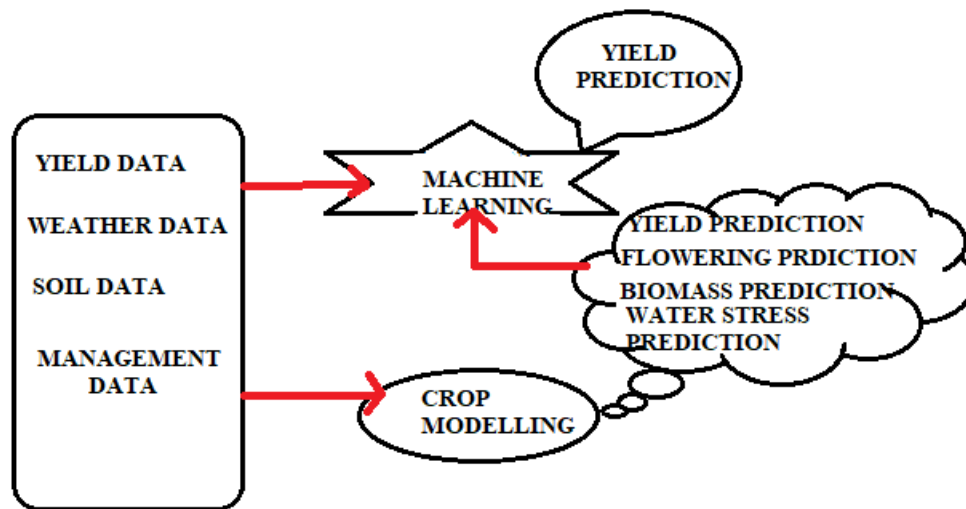 YIELD
PREDICTION
YIELD DATA
WEATHER DATA
SOIL DATA
MANAGEMENT
DATA
MACHINE
LEARNING
YIELD PREDICTION
FLOWERING PRDICTION
BIOMASS PREDICTION
WATER STRESS
PREDICTION
CROP
MODELLING